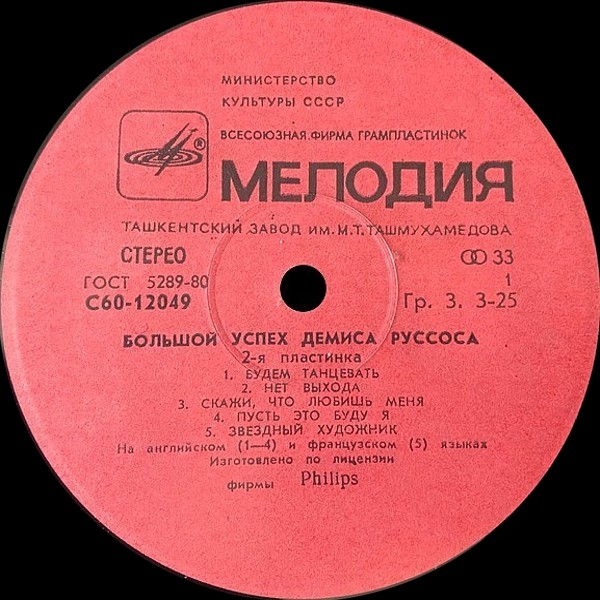 МИНИСТЕРСТВО
КУЛЬТУРЫ СССР
ВСЕСОЮЗНАЯ ФИРМА ГРАМПЛАСТИНОК
®
МЕЛОДИЯ
ТАШКЕНТСКИЙ ЗАВОД ИМ. М.Т.ТАШМУХАМЕДОВА
СТЕРЕО 33
ГОСТ 5289-80 1
С60-12049 Гр. 3. 3-25
БОЛЬШОЙ УСПЕХ ДЕМИСА РУССОСА
2-я пластинка
1. БУДЕМ ТАНЦЕВАТЬ
2. НЕТ ВЫХОДА
3. СКАЖИ, ЧТО ЛЮБИШЬ МЕНЯ
4. ПУСТЬ ЭТО БУДУ Я
5. ЗВЕЗДНЫЙ ХУДОЖНИК
На английском (1—4) и французском (5) языках
Изготовлено по лицензии
фирмы Philips